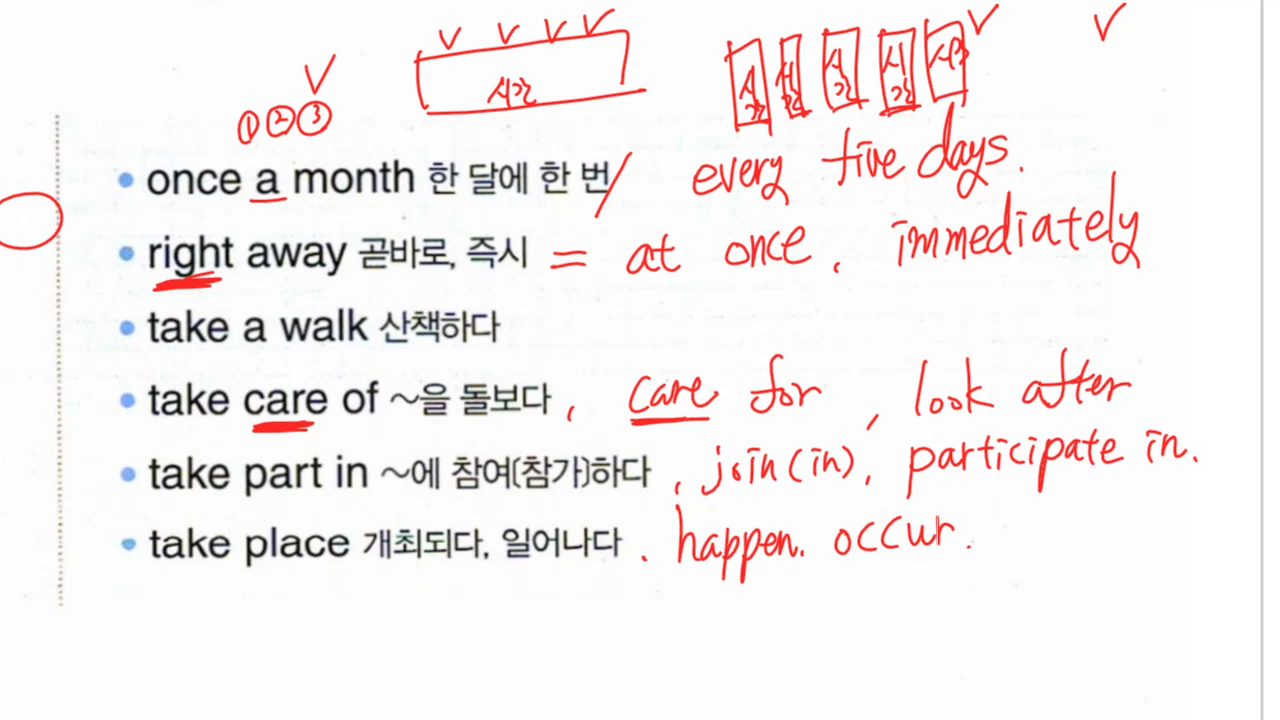 시간 시간 시간 시간 시간 시간
① ② ③
once a month 한 달에 한 번 / every five days.
right away 곧바로, 즉시 = at once, immediately
take a walk 산책하다
take care of ~을 돌보다, care for, look after
take part in ~에 참여(참가)하다, join(in), participate in.
take place 개최되다, 일어나다. happen. occur.